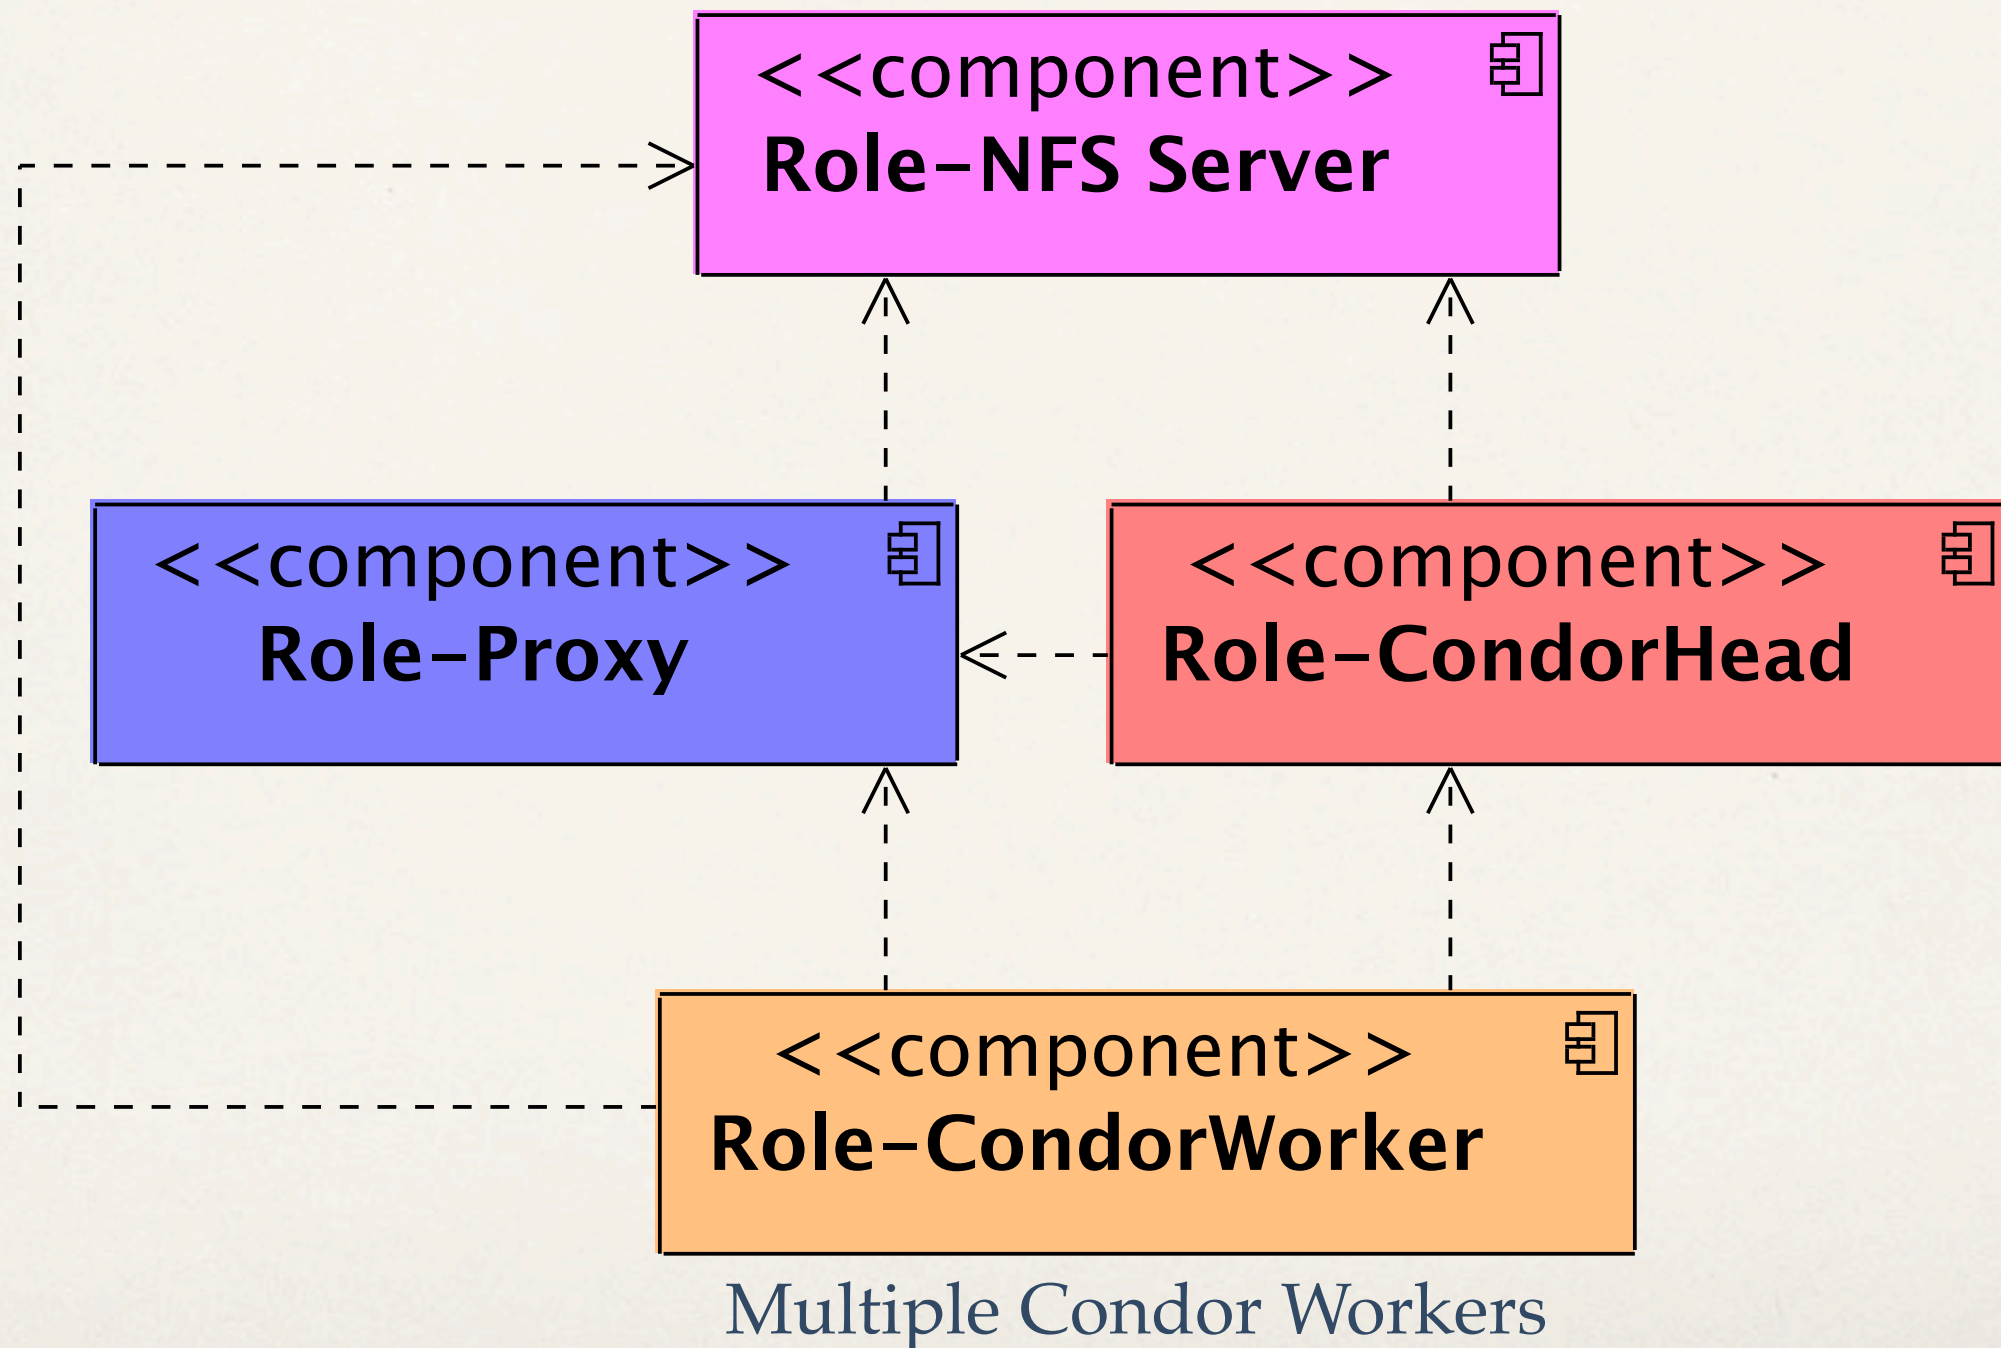 <<component>>
Role-NFS Server
<<component>>
Role-Proxy
<<component>>
Role-CondorHead
<<component>>
Role-CondorWorker
Multiple Condor Workers